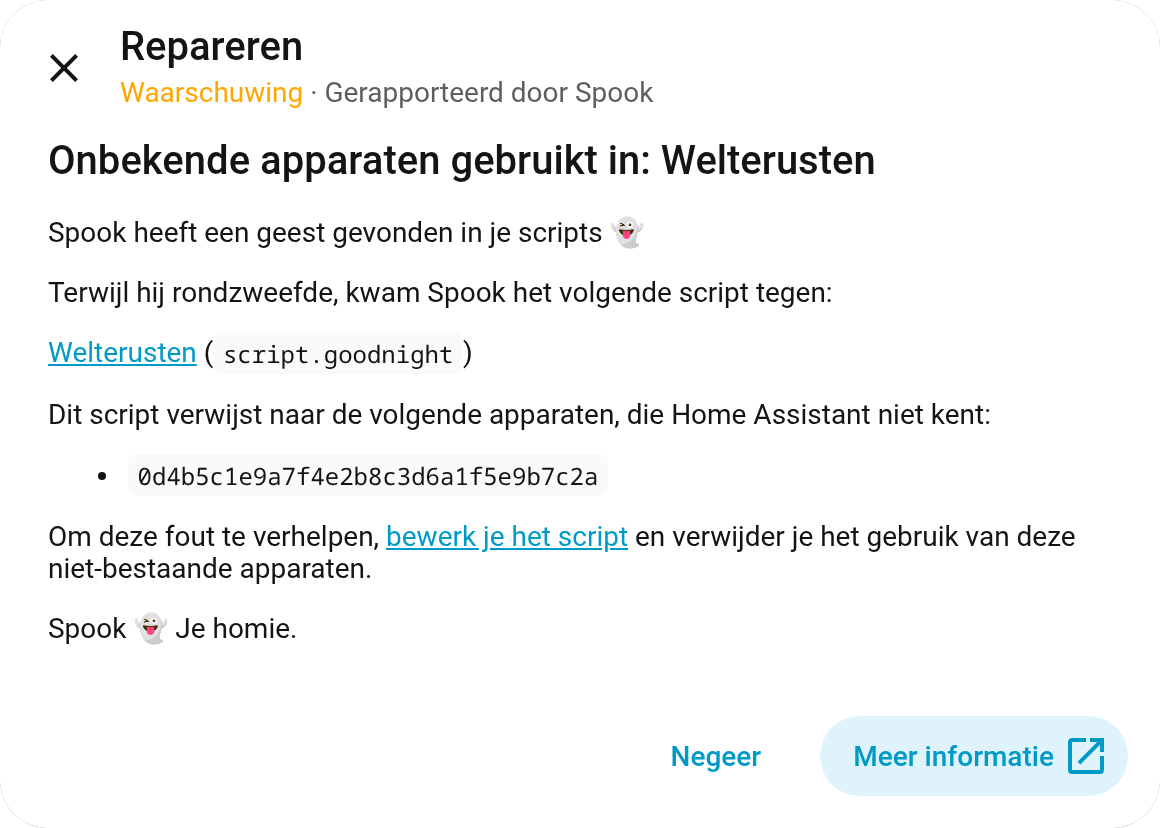 Repareren
Waarschuwing · Gerapporteerd door Spook
Onbekende apparaten gebruikt in: Welterusten
Spook heeft een geest gevonden in je scripts 👻
Terwijl hij rondzweefde, kwam Spook het volgende script tegen:
Welterusten (script.goodnight)
Dit script verwijst naar de volgende apparaten, die Home Assistant niet kent:
• 0d4b5c1e9a7f4e2b8c3d6a1f5e9b7c2a
Om deze fout te verhelpen, bewerk je het script en verwijder je het gebruik van deze
niet-bestaande apparaten.
Spook 👻 Je homie.
Negeer
Meer informatie